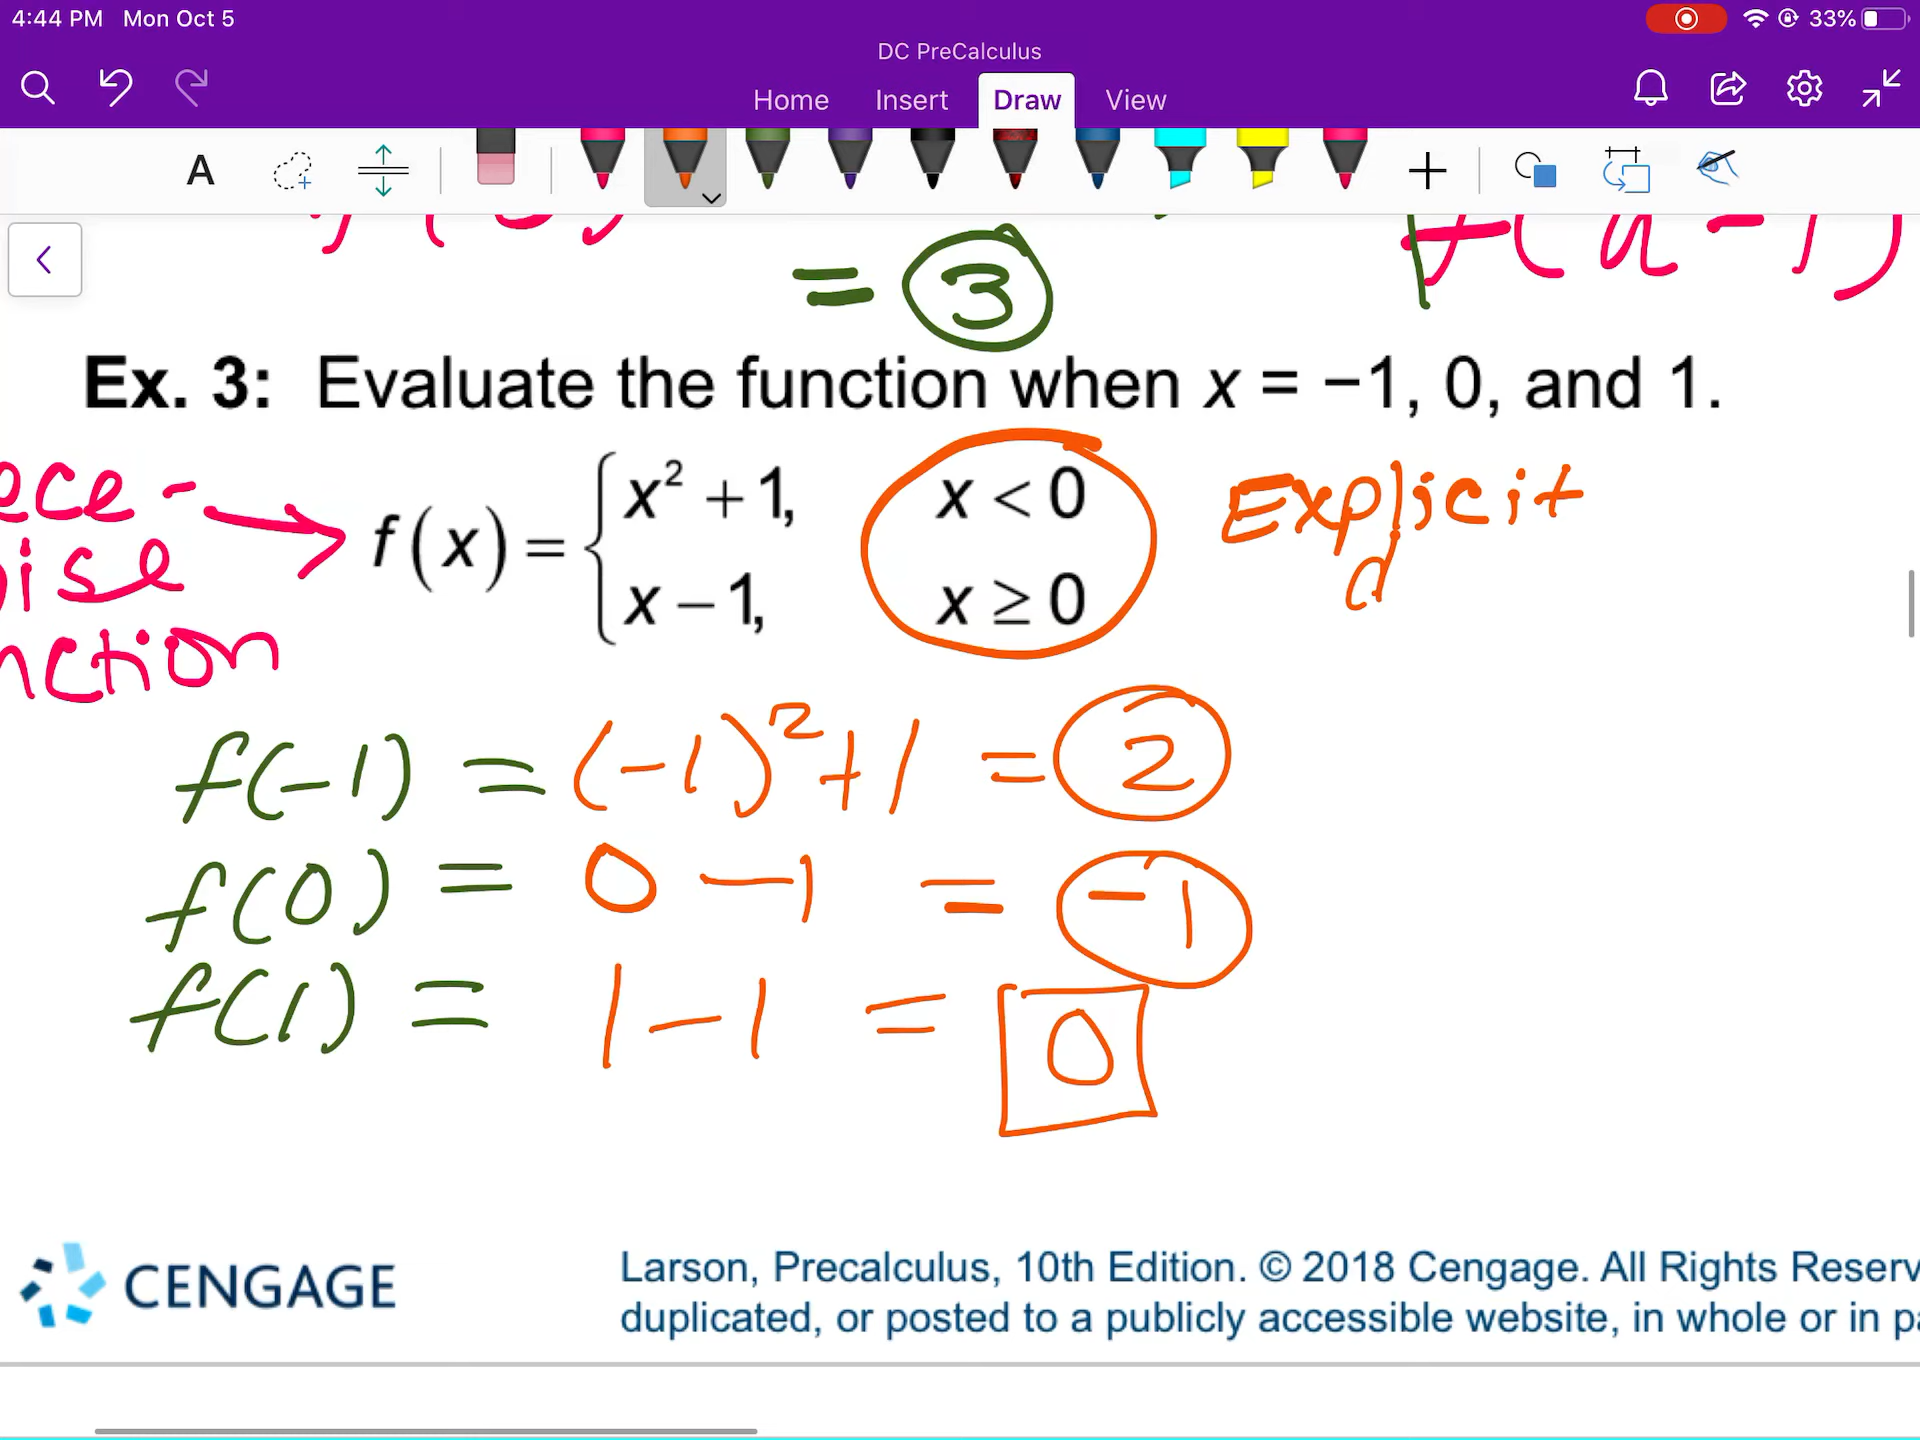 4:44 PM Mon Oct 5 33%
DC PreCalculus
Home Insert Draw View
A
= 3
f(a-1)
Ex. 3: Evaluate the function when x = −1, 0, and 1.
x² + 1, x < 0
Explicit
f(x) =
x − 1, x ≥ 0
d
f(-1) = (-1)²+1 = 2
f(0) = 0 - 1 = -1
f(1) = 1 - 1 = 0
CENGAGE
Larson, Precalculus, 10th Edition. © 2018 Cengage. All Rights Reserv
duplicated, or posted to a publicly accessible website, in whole or in p